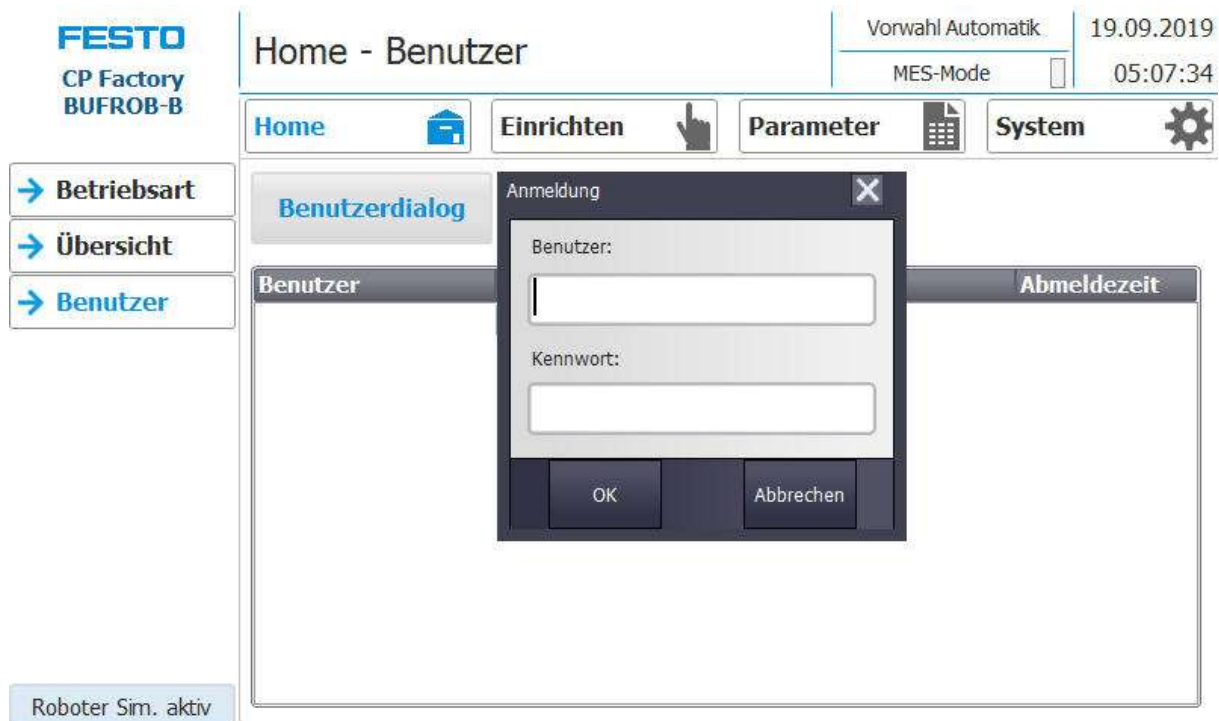 FESTO
CP Factory
BUFROB-B
Home - Benutzer
Vorwahl Automatik
MES-Mode
19.09.2019
05:07:34
Home
Einrichten
Parameter
System
Betriebsart
Übersicht
Benutzer
Benutzerdialog
Benutzer
Abmeldezeit
Anmeldung
Benutzer:
Kennwort:
OK
Abbrechen
Roboter Sim. aktiv